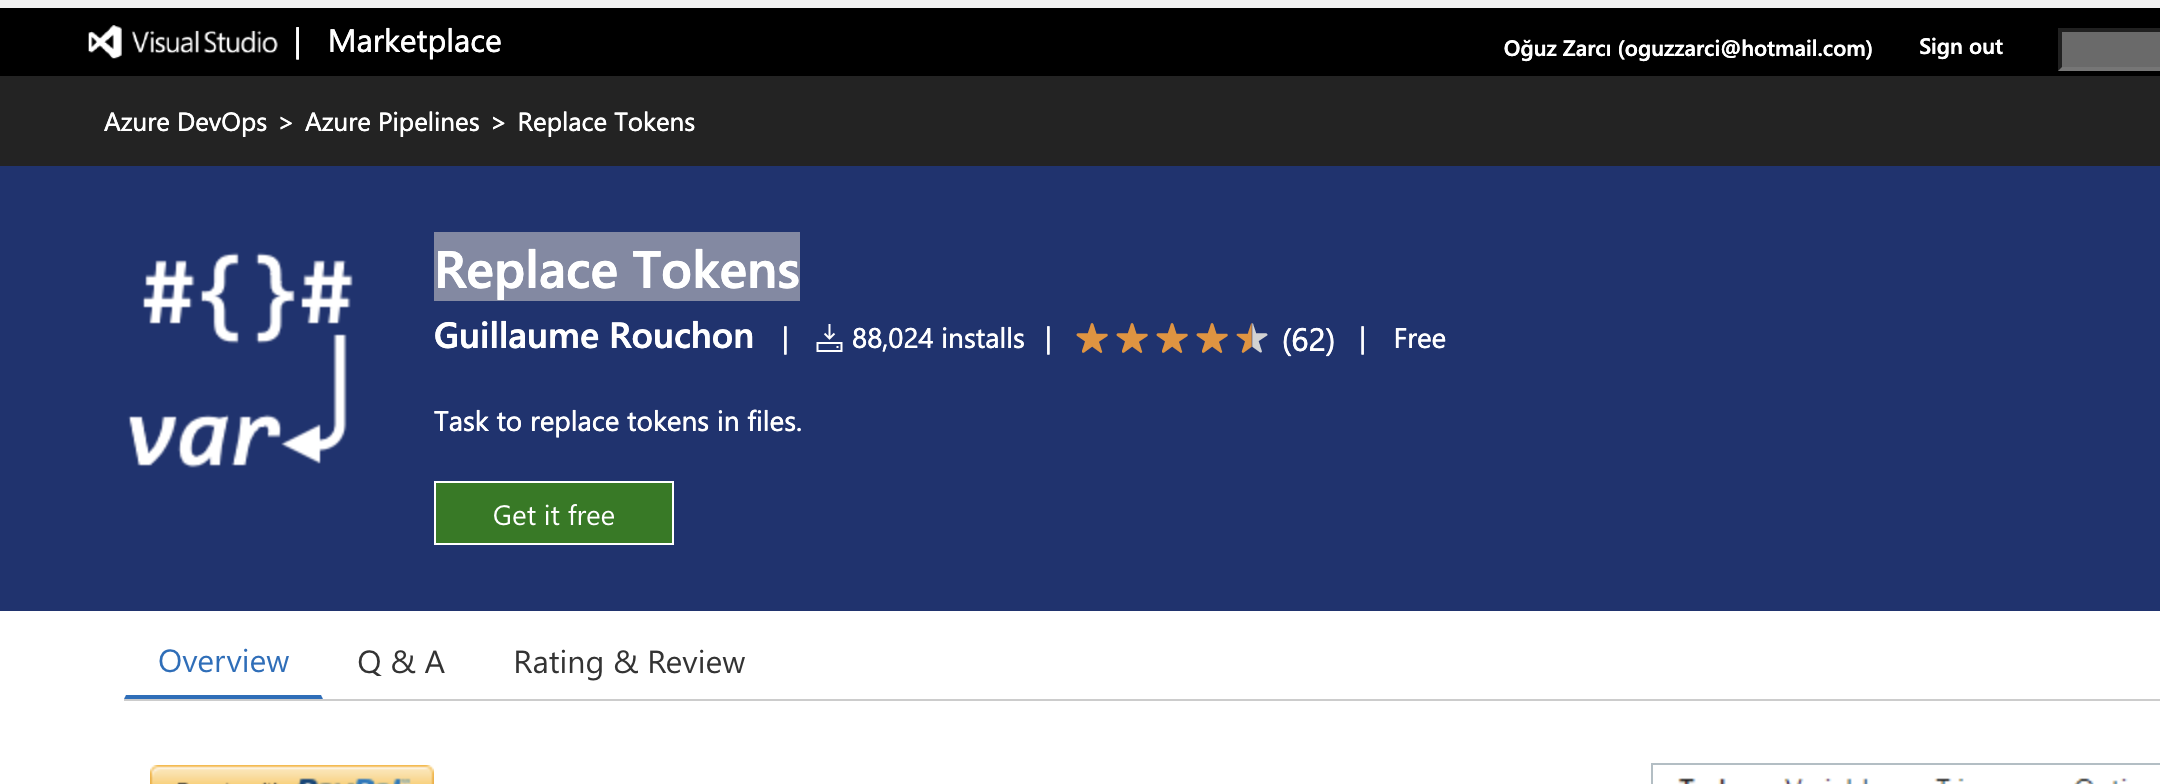 Visual Studio | Marketplace
Oğuz Zarcı (oguzzarci@hotmail.com) Sign out
Azure DevOps > Azure Pipelines > Replace Tokens
#{}#
var
Replace Tokens
Guillaume Rouchon | 88,024 installs | (62) | Free
Task to replace tokens in files.
Get it free
Overview Q & A Rating & Review